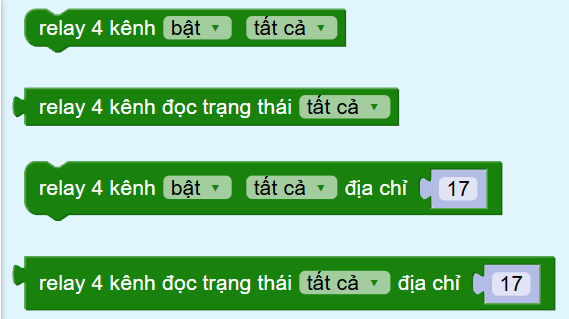 relay 4 kênh bật tất cả
relay 4 kênh đọc trạng thái tất cả
relay 4 kênh bật tất cả địa chỉ 17
relay 4 kênh đọc trạng thái tất cả địa chỉ 17